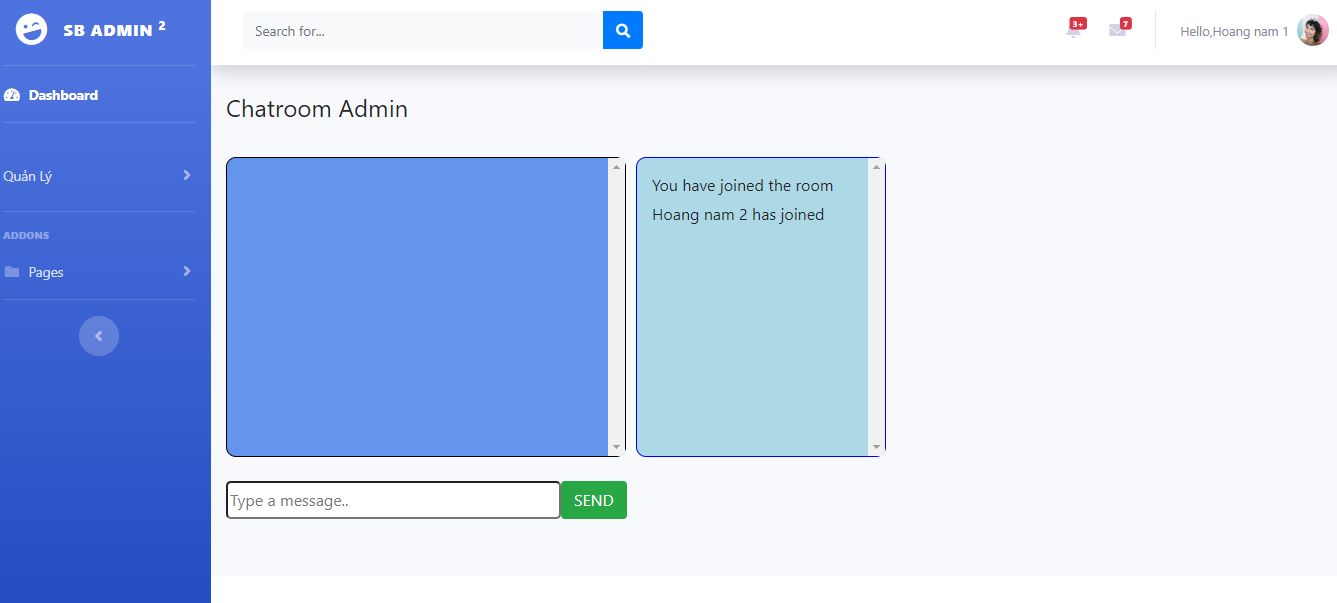 SB ADMIN 2
Search for...
3+
7
Hello,Hoang nam 1
Dashboard
Quản Lý
ADDONS
Pages
Chatroom Admin
You have joined the room
Hoang nam 2 has joined
Type a message..
SEND